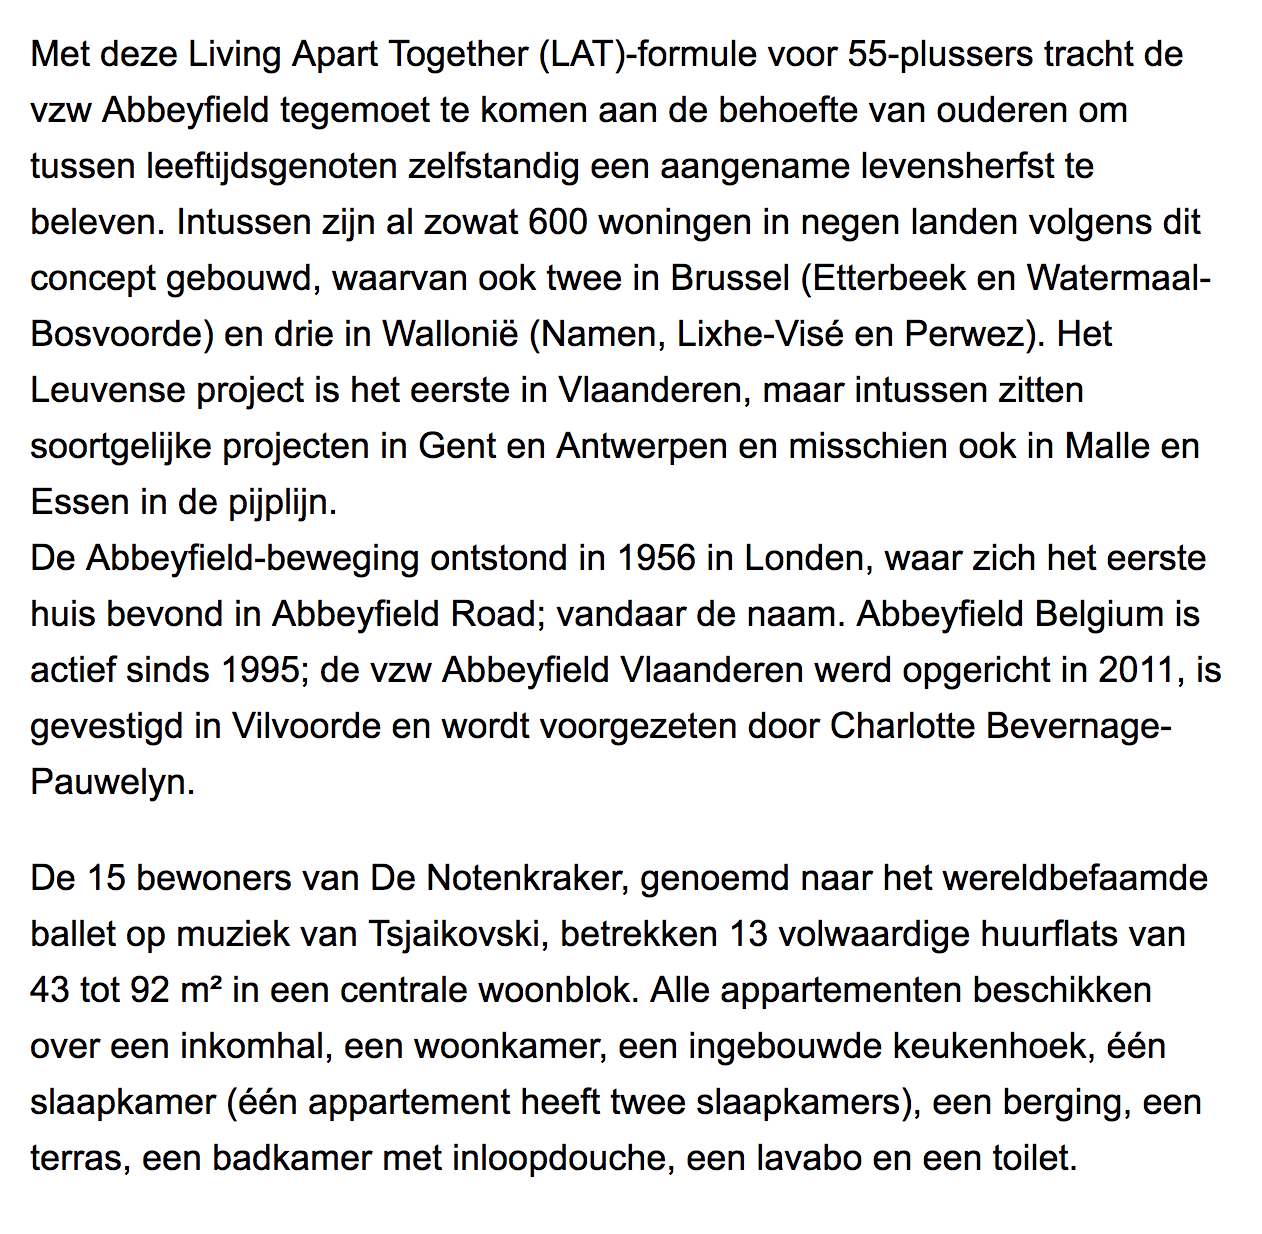 Met deze Living Apart Together (LAT)-formule voor 55-plussers tracht de
vzw Abbeyfield tegemoet te komen aan de behoefte van ouderen om
tussen leeftijdsgenoten zelfstandig een aangename levensherfst te
beleven. Intussen zijn al zowat 600 woningen in negen landen volgens dit
concept gebouwd, waarvan ook twee in Brussel (Etterbeek en Watermaal-
Bosvoorde) en drie in Wallonië (Namen, Lixhe-Visé en Perwez). Het
Leuvense project is het eerste in Vlaanderen, maar intussen zitten
soortgelijke projecten in Gent en Antwerpen en misschien ook in Malle en
Essen in de pijplijn.
De Abbeyfield-beweging ontstond in 1956 in Londen, waar zich het eerste
huis bevond in Abbeyfield Road; vandaar de naam. Abbeyfield Belgium is
actief sinds 1995; de vzw Abbeyfield Vlaanderen werd opgericht in 2011, is
gevestigd in Vilvoorde en wordt voorgezeten door Charlotte Bevernage-
Pauwelyn.
De 15 bewoners van De Notenkraker, genoemd naar het wereldbefaamde
ballet op muziek van Tsjaikovski, betrekken 13 volwaardige huurflats van
43 tot 92 m² in een centrale woonblok. Alle appartementen beschikken
over een inkomhal, een woonkamer, een ingebouwde keukenhoek, één
slaapkamer (één appartement heeft twee slaapkamers), een berging, een
terras, een badkamer met inloopdouche, een lavabo en een toilet.